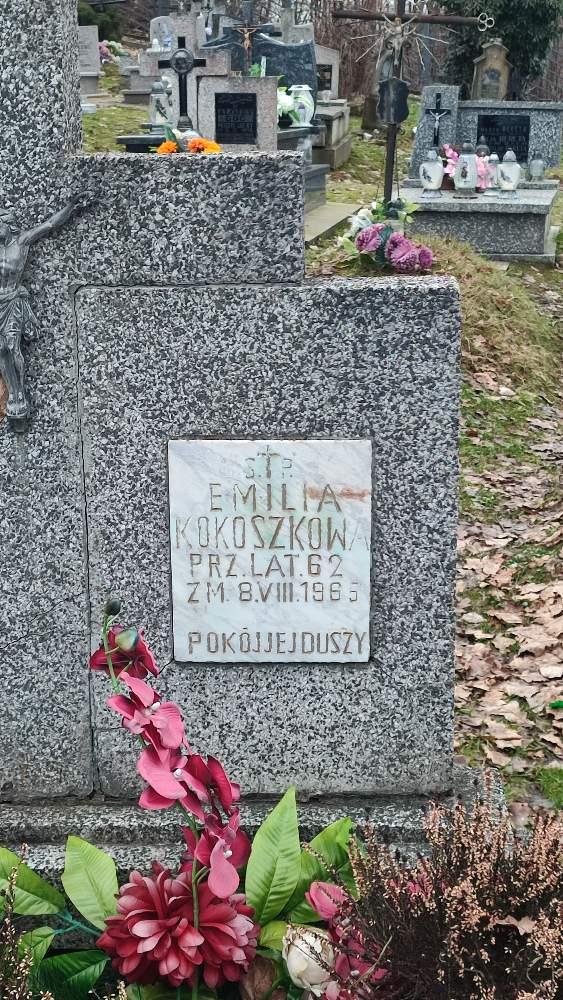 Ś.P.
EMILIA
KOKOSZKOWA
PRZ.LAT.62
ZM.8.VIII.1965
POKÓJ JEJ DUSZY